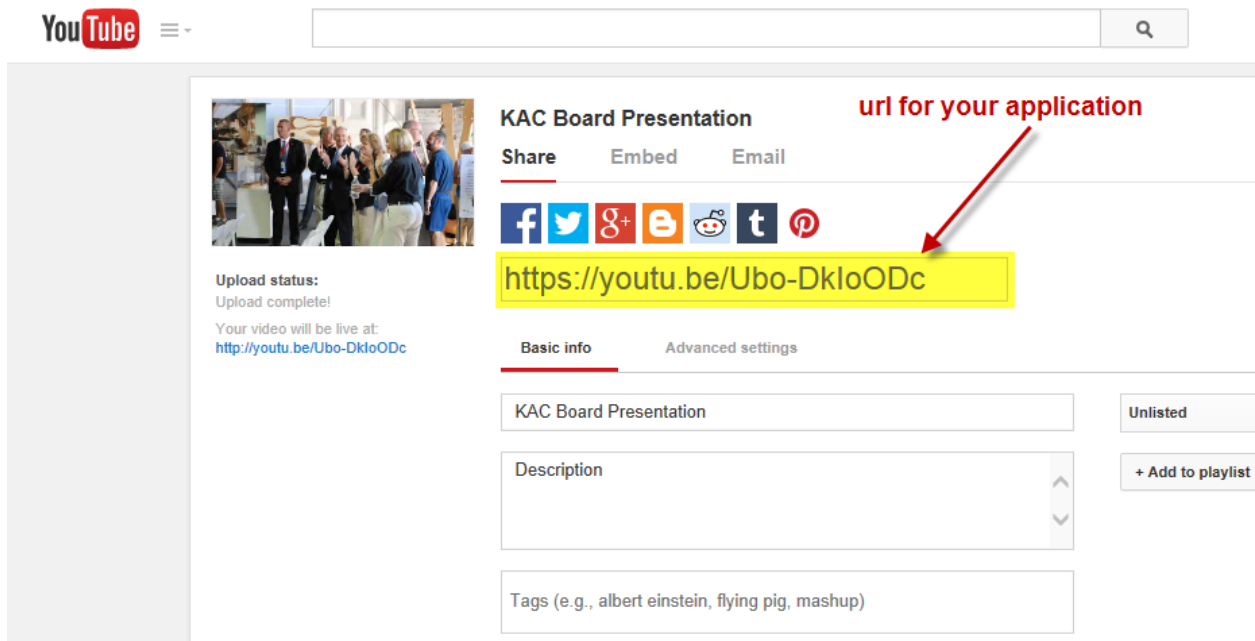 YouTube
KAC Board Presentation
url for your application
Share Embed Email
https://youtu.be/Ubo-DkIoODc
Upload status:
Upload complete!
Your video will be live at:
http://youtu.be/Ubo-DkIoODc
Basic info Advanced settings
KAC Board Presentation
Unlisted
Description
+ Add to playlist
Tags (e.g., albert einstein, flying pig, mashup)